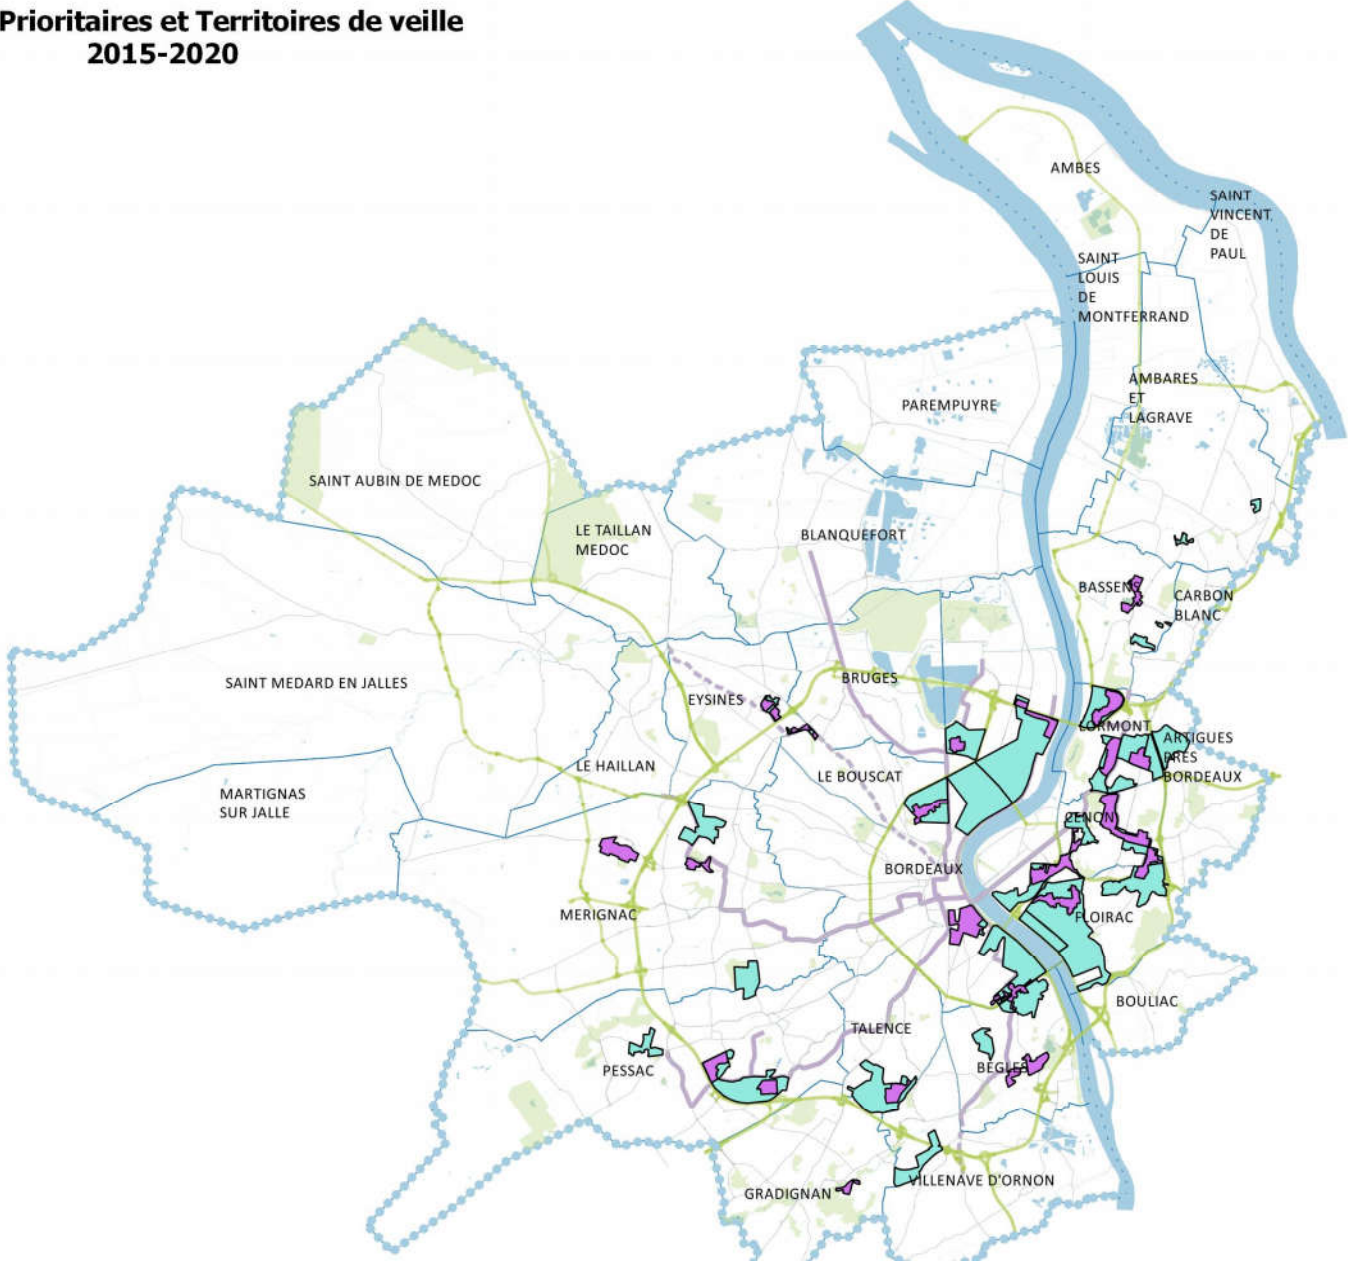 Prioritaires et Territoires de veille
2015-2020
AMBES
SAINT
VINCENT
DE
PAUL
SAINT
LOUIS
DE
MONTFERRAND
AMBARES
ET
LAGRAVE
PAREMPUYRE
SAINT AUBIN DE MEDOC
LE TAILLAN
MEDOC
BLANQUEFORT
BASSENS
CARBON
BLANC
SAINT MEDARD EN JALLES
EYSINES
BRUGES
LORMONT
ARTIGUES
PRES
BORDEAUX
LE HAILLAN
LE BOUSCAT
MARTIGNAS
SUR JALLE
CENON
BORDEAUX
MERIGNAC
FLOIRAC
BOULIAC
TALENCE
PESSAC
BEGLES
GRADIGNAN
VILLENAVE D'ORNON